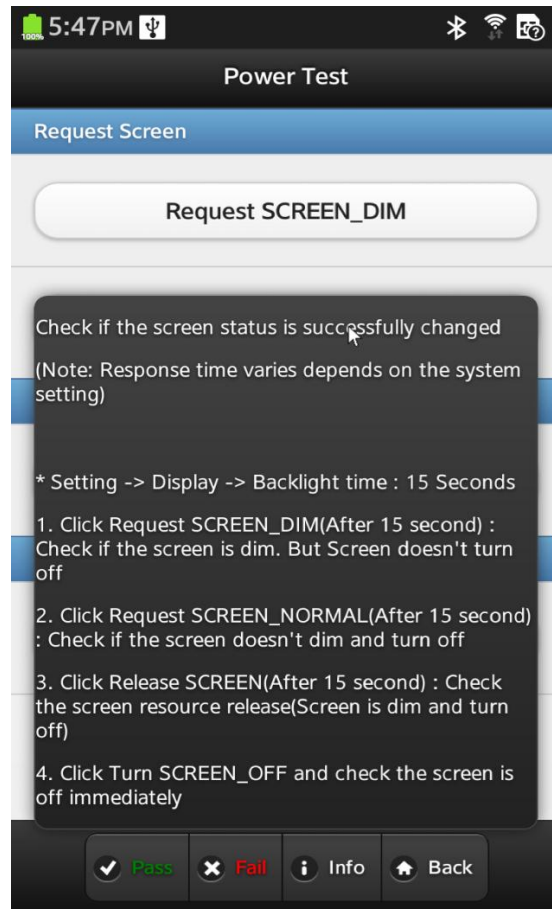 100%
5:47PM
Power Test
Request Screen
Request SCREEN_DIM
Check if the screen status is successfully changed
(Note: Response time varies depends on the system
setting)
* Setting -> Display -> Backlight time : 15 Seconds
1. Click Request SCREEN_DIM(After 15 second) :
Check if the screen is dim. But Screen doesn't turn
off
2. Click Request SCREEN_NORMAL(After 15 second)
: Check if the screen doesn't dim and turn off
3. Click Release SCREEN(After 15 second) : Check
the screen resource release(Screen is dim and turn
off)
4. Click Turn SCREEN_OFF and check the screen is
off immediately
Pass Fail Info Back